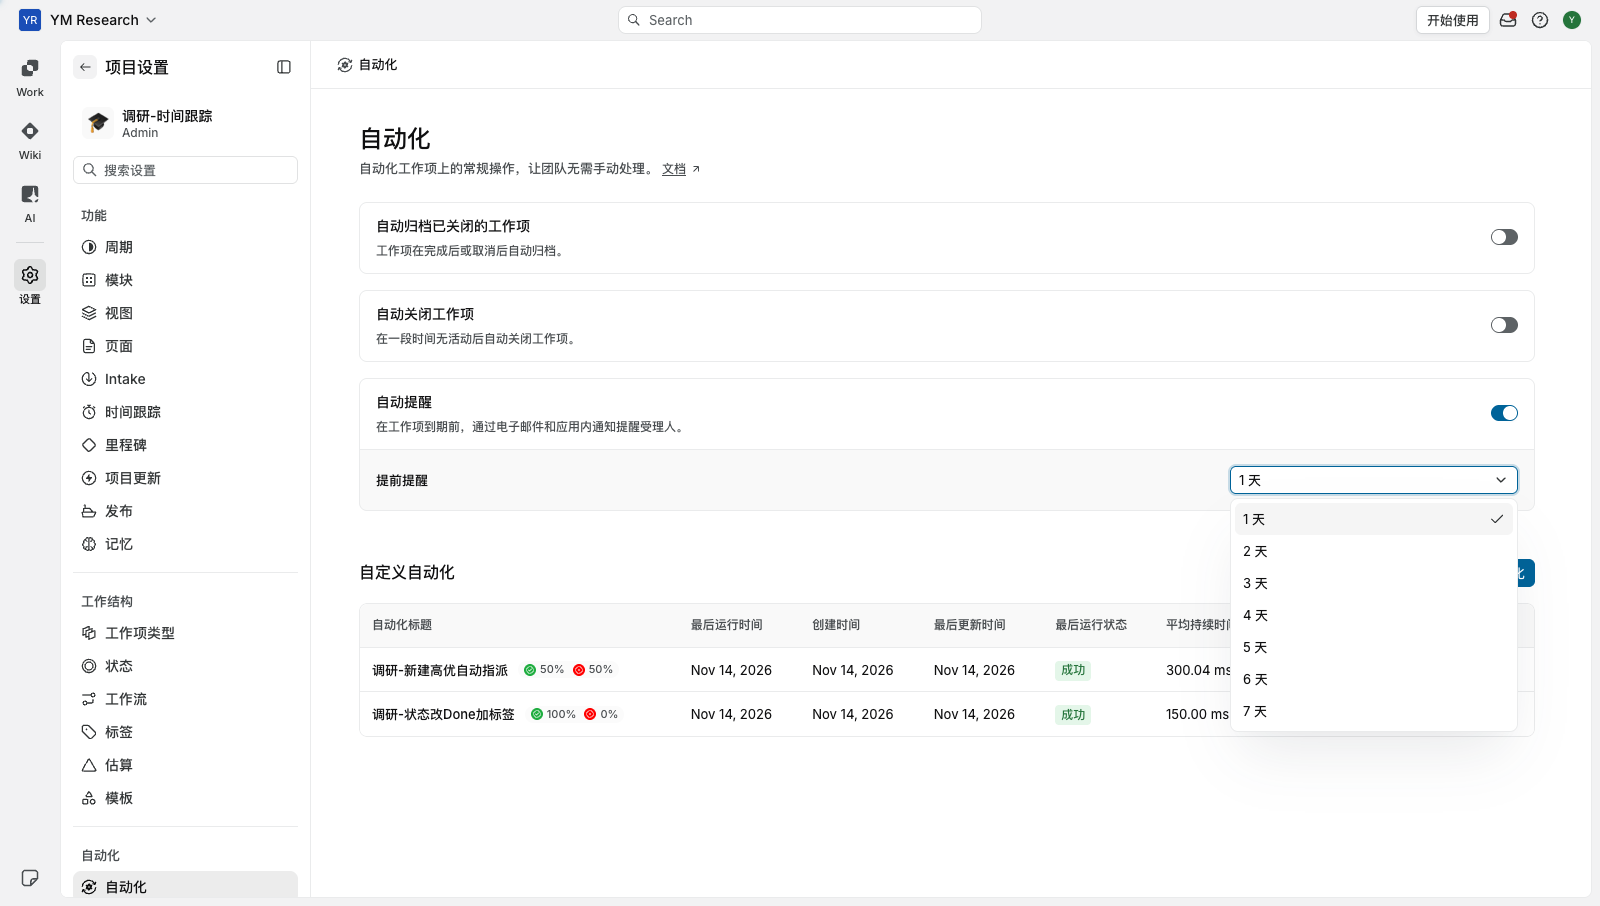 YR YM Research
Search
开始使用
Y
Work
Wiki
AI
设置
项目设置
调研-时间跟踪
Admin
搜索设置
功能
周期
模块
视图
页面
Intake
时间跟踪
里程碑
项目更新
发布
记忆
工作结构
工作项类型
状态
工作流
标签
估算
模板
自动化
自动化
自动化
自动化
自动化工作项上的常规操作，让团队无需手动处理。 文档
自动归档已关闭的工作项
工作项在完成后或取消后自动归档。
自动关闭工作项
在一段时间无活动后自动关闭工作项。
自动提醒
在工作项到期前，通过电子邮件和应用内通知提醒受理人。
提前提醒
1 天
1 天
2 天
3 天
4 天
5 天
6 天
7 天
自定义自动化
自动化标题 最后运行时间 创建时间 最后更新时间 最后运行状态 平均持续时间
调研-新建高优自动指派 50% 50% Nov 14, 2026 Nov 14, 2026 Nov 14, 2026 成功 300.04 ms
调研-状态改Done加标签 100% 0% Nov 14, 2026 Nov 14, 2026 Nov 14, 2026 成功 150.00 ms